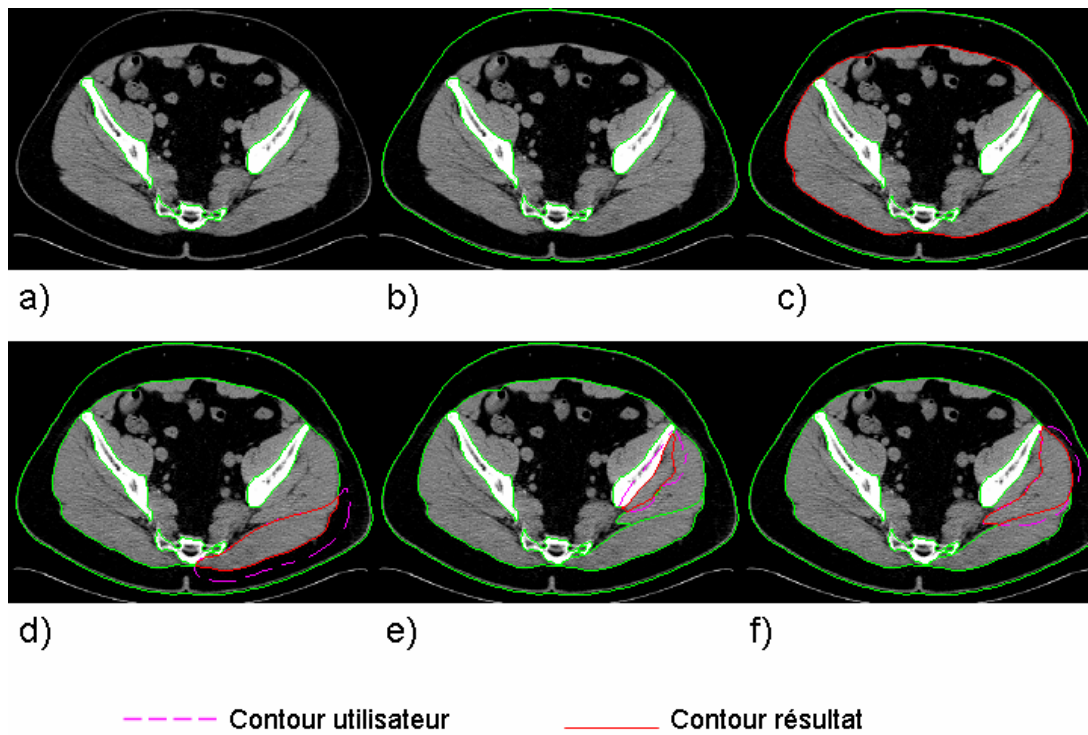 a) b) c)
d) e) f)
Contour utilisateur Contour résultat